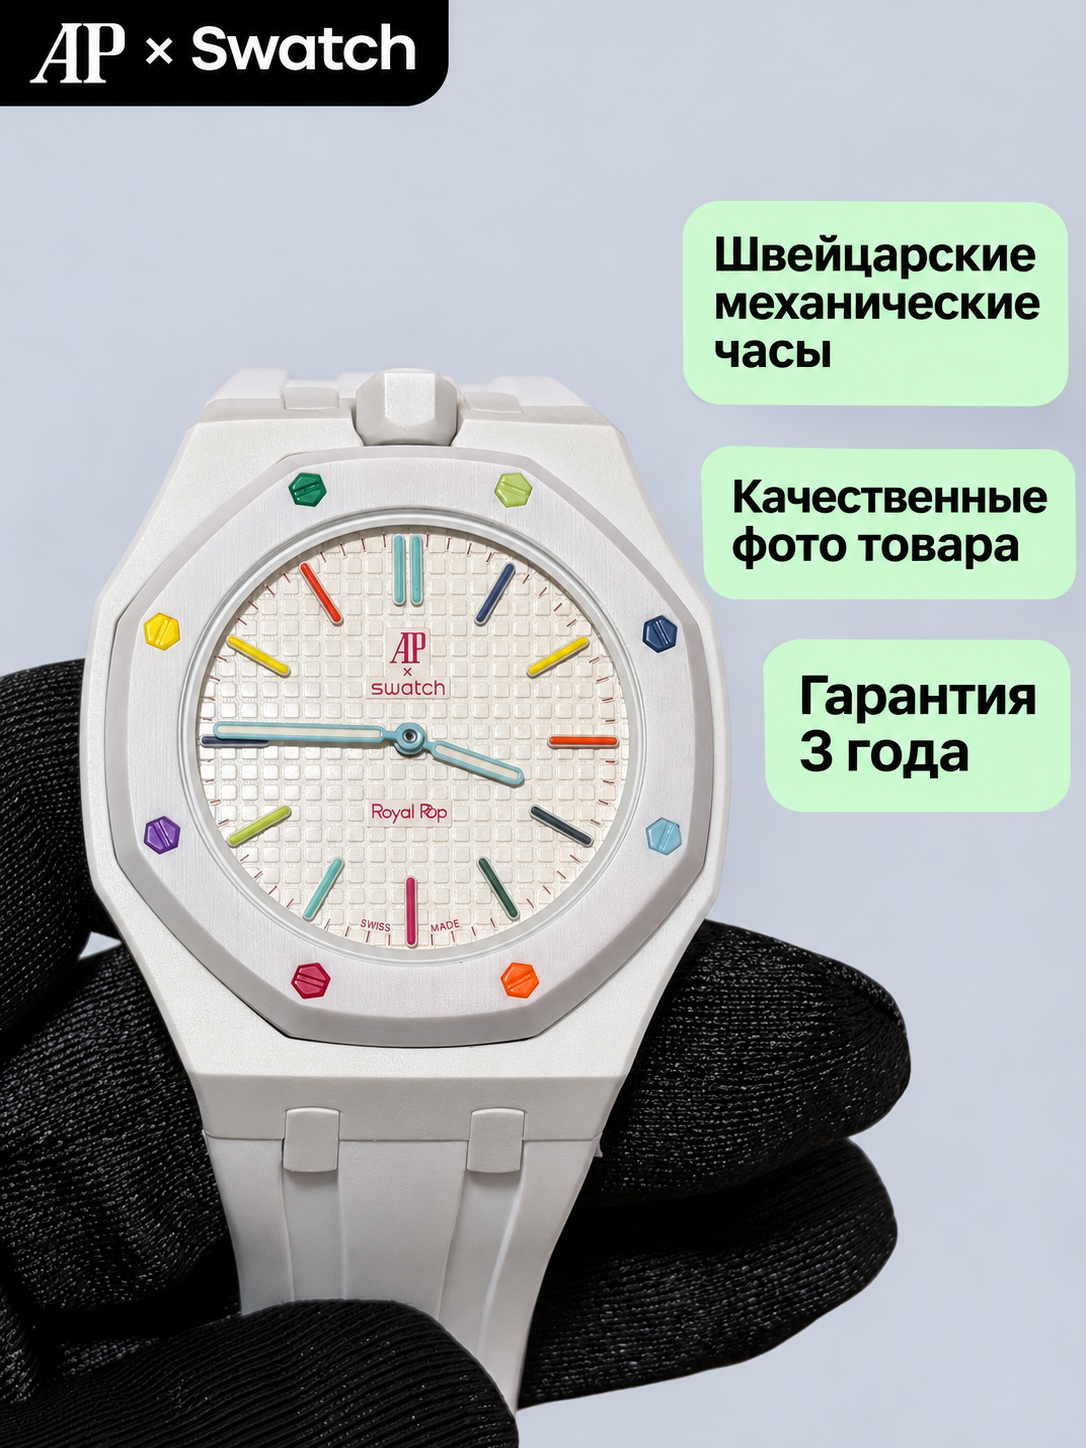 AP × Swatch
Швейцарские
механические
часы
Качественные
фото товара
Гарантия
3 года
AP
×
swatch
Royal Pop
SWISS MADE